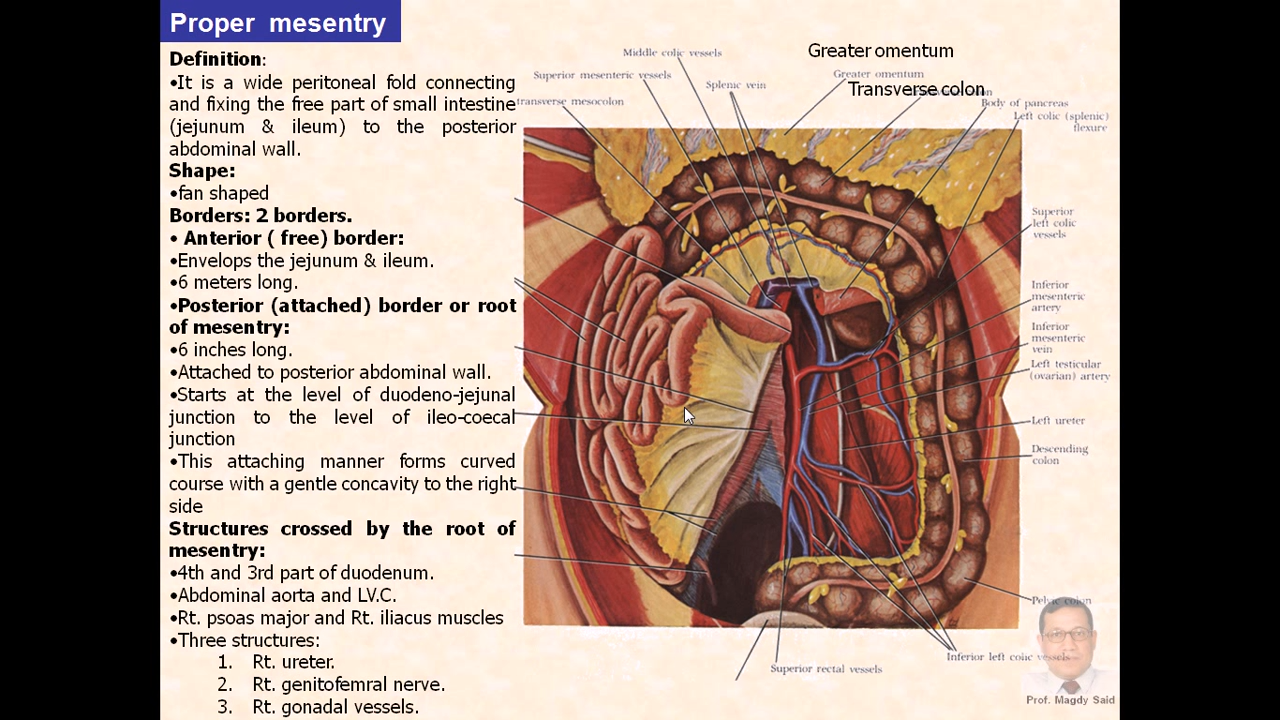 Proper mesentry
Definition:
•It is a wide peritoneal fold connecting
and fixing the free part of small intestine
(jejunum & ileum) to the posterior
abdominal wall.
Shape:
•fan shaped
Borders: 2 borders.
• Anterior ( free) border:
•Envelops the jejunum & ileum.
•6 meters long.
•Posterior (attached) border or root
of mesentry:
•6 inches long.
•Attached to posterior abdominal wall.
•Starts at the level of duodeno-jejunal
junction to the level of ileo-coecal
junction
•This attaching manner forms curved
course with a gentle concavity to the right
side
Structures crossed by the root of
mesentry:
•4th and 3rd part of duodenum.
•Abdominal aorta and I.V.C.
•Rt. psoas major and Rt. iliacus muscles
•Three structures:
1. Rt. ureter.
2. Rt. genitofemral nerve.
3. Rt. gonadal vessels.
Greater omentum
Middle colic vessels
Superior mesenteric vessels
Greater omentum
Splenic vein
Transverse colon
transverse mesocolon
Body of pancreas
Left colic (splenic)
flexure
Superior
left colic
vessels
Inferior
mesenteric
artery
Inferior
mesenteric
vein
Left testicular
(ovarian) artery
Left ureter
Descending
colon
Pelvic colon
Inferior left colic vessels
Superior rectal vessels
Prof. Magdy Said